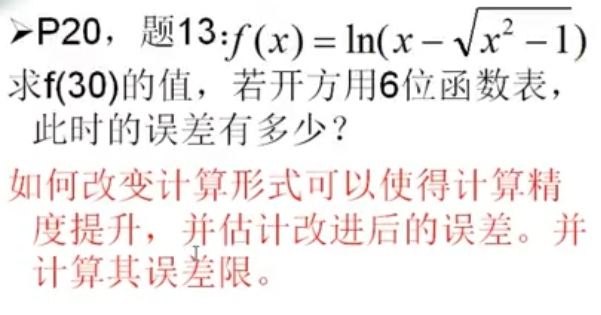 ➢P20，题13:f(x) = ln(x − √(x² − 1))
求f(30)的值，若开方用6位函数表，
此时的误差有多少？
如何改变计算形式可以使得计算精
度提升，并估计改进后的误差。并
计算其误差限。